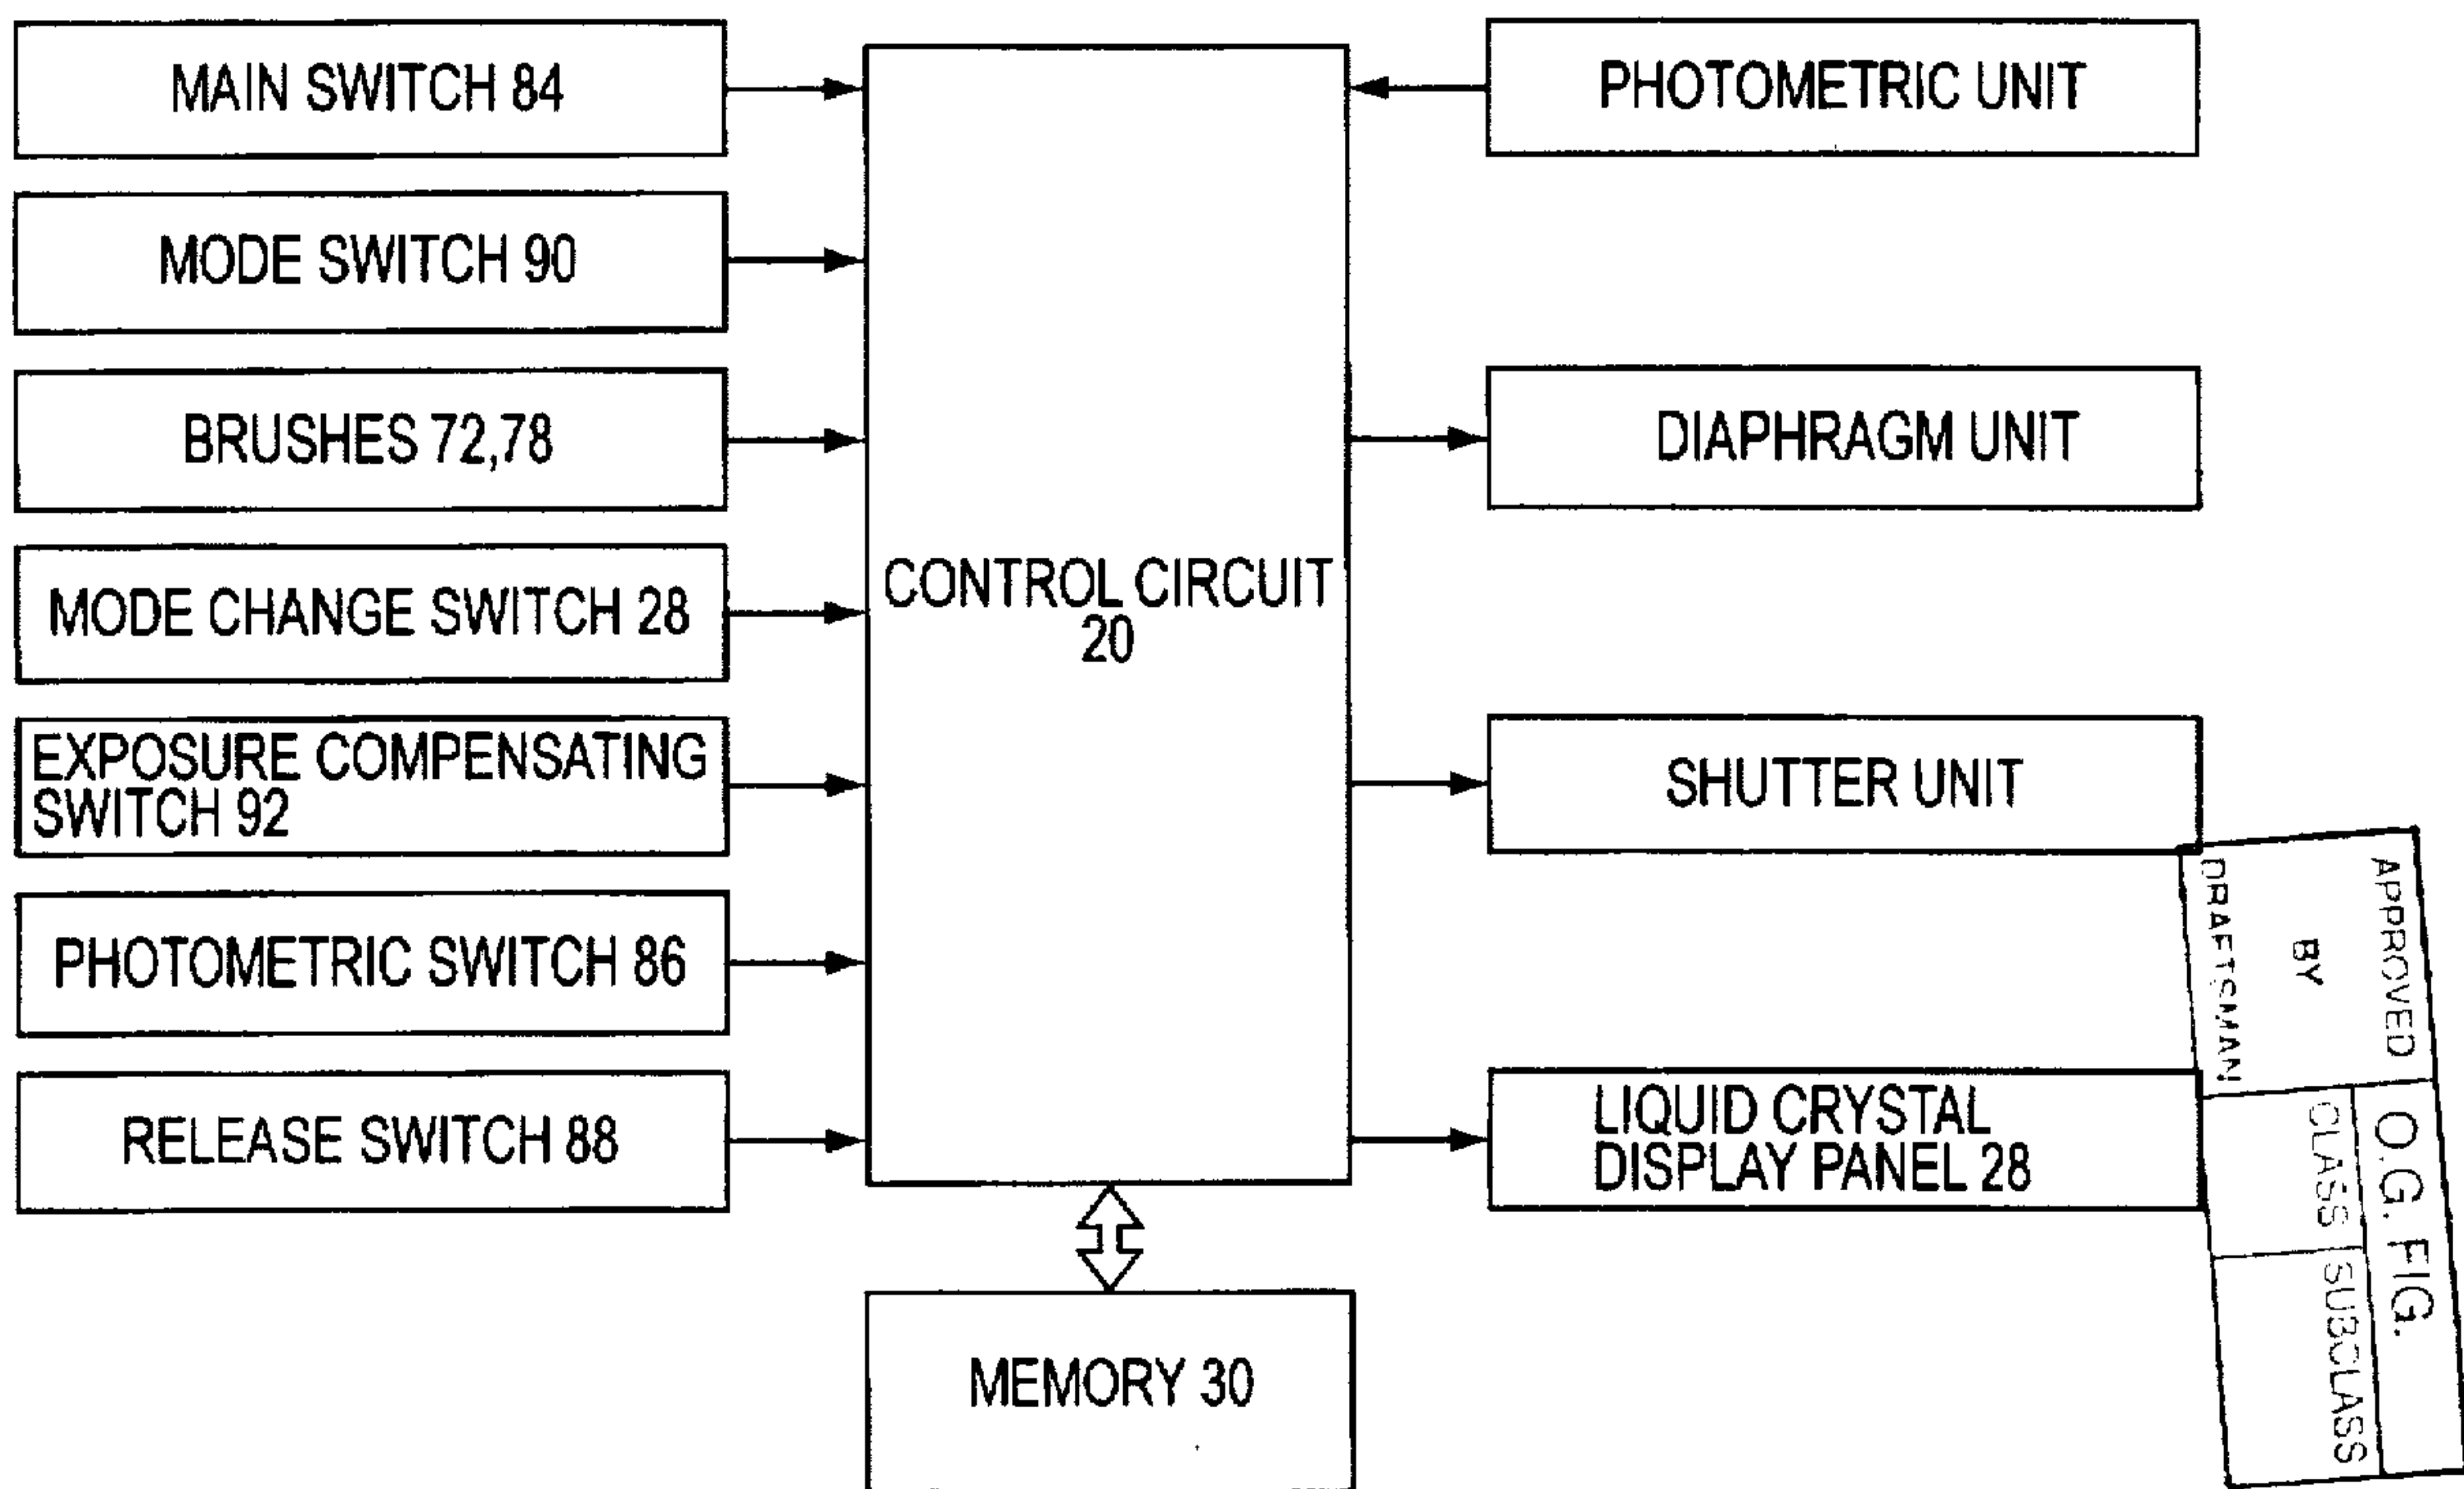 MAIN SWITCH 84
MODE SWITCH 90
BRUSHES 72,78
MODE CHANGE SWITCH 28
EXPOSURE COMPENSATING
SWITCH 92
PHOTOMETRIC SWITCH 86
RELEASE SWITCH 88
CONTROL CIRCUIT
20
MEMORY 30
PHOTOMETRIC UNIT
DIAPHRAGM UNIT
SHUTTER UNIT
LIQUID CRYSTAL
DISPLAY PANEL 28
APPROVED
BY
DRAFTSMAN
O.G. FIG.
CLASS
SUBCLASS